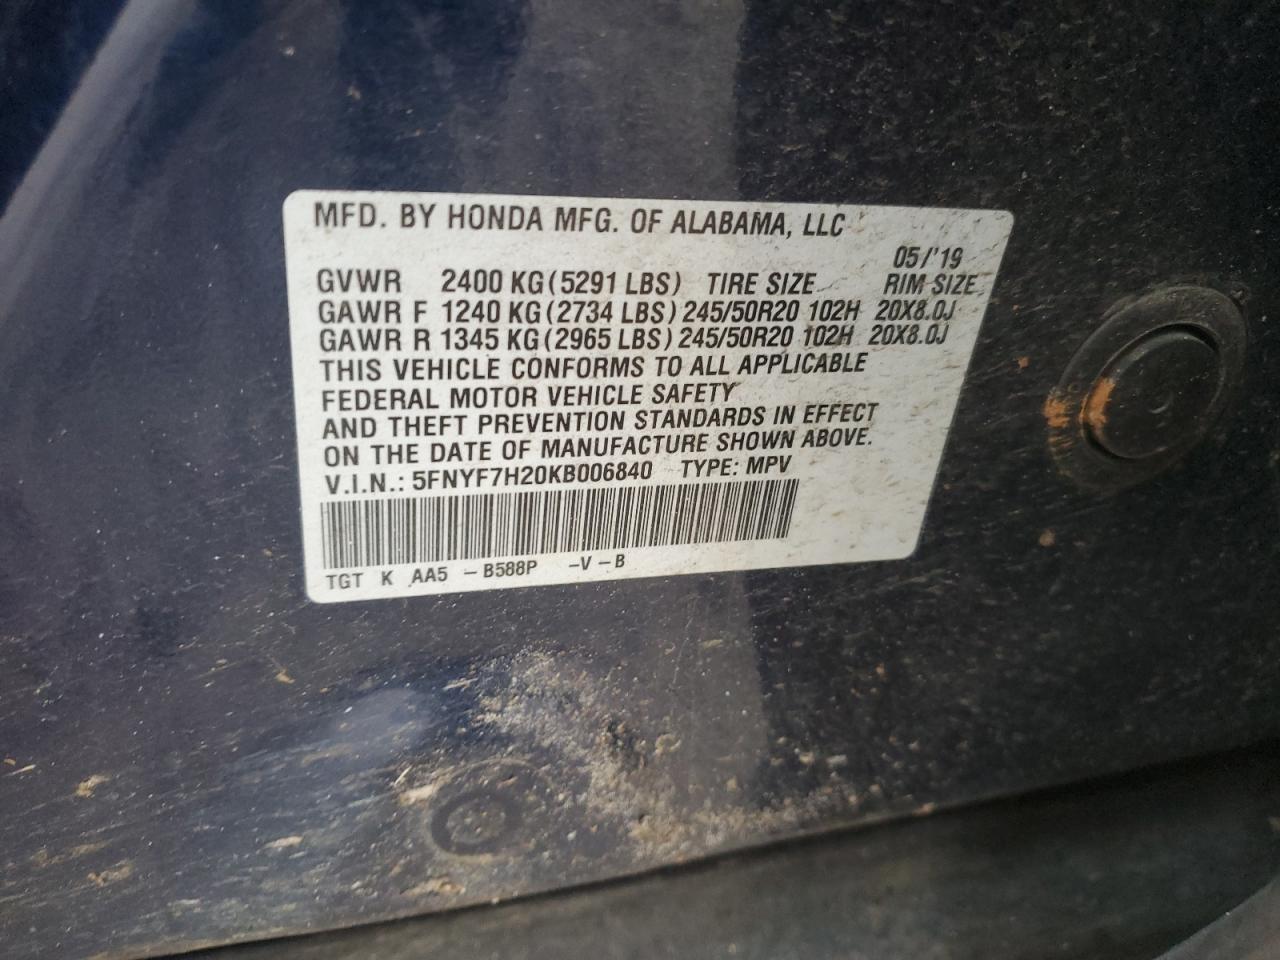 MFD. BY HONDA MFG. OF ALABAMA, LLC
05/'19
GVWR 2400 KG(5291 LBS) TIRE SIZE RIM SIZE
GAWR F 1240 KG(2734 LBS) 245/50R20 102H 20X8.0J
GAWR R 1345 KG(2965 LBS) 245/50R20 102H 20X8.0J
THIS VEHICLE CONFORMS TO ALL APPLICABLE
FEDERAL MOTOR VEHICLE SAFETY
AND THEFT PREVENTION STANDARDS IN EFFECT
ON THE DATE OF MANUFACTURE SHOWN ABOVE.
V.I.N.: 5FNYF7H20KB006840 TYPE: MPV
TGT K AA5 -B588P -V-B